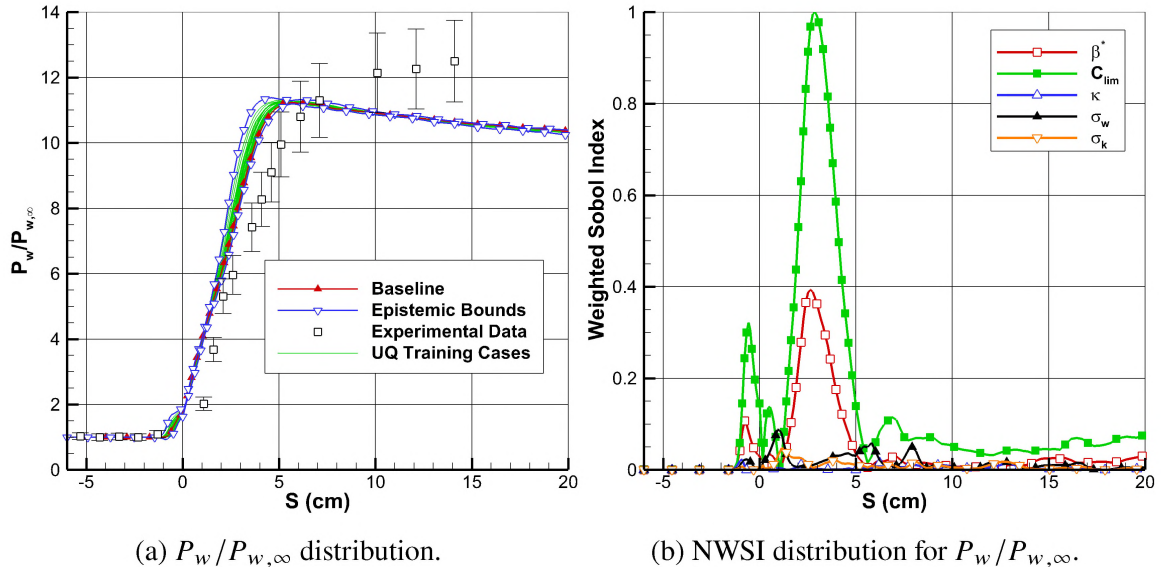 14
12
10
8
6
4
2
0
P_w/P_w,∞
-5
0
5
10
15
20
S (cm)
Baseline
Epistemic Bounds
Experimental Data
UQ Training Cases
1
0.8
0.6
0.4
0.2
0
Weighted Sobol Index
-5
0
5
10
15
20
S (cm)
β*
C_lim
κ
σ_w
σ_k
(a) P_w/P_w,∞ distribution.
(b) NWSI distribution for P_w/P_w,∞.